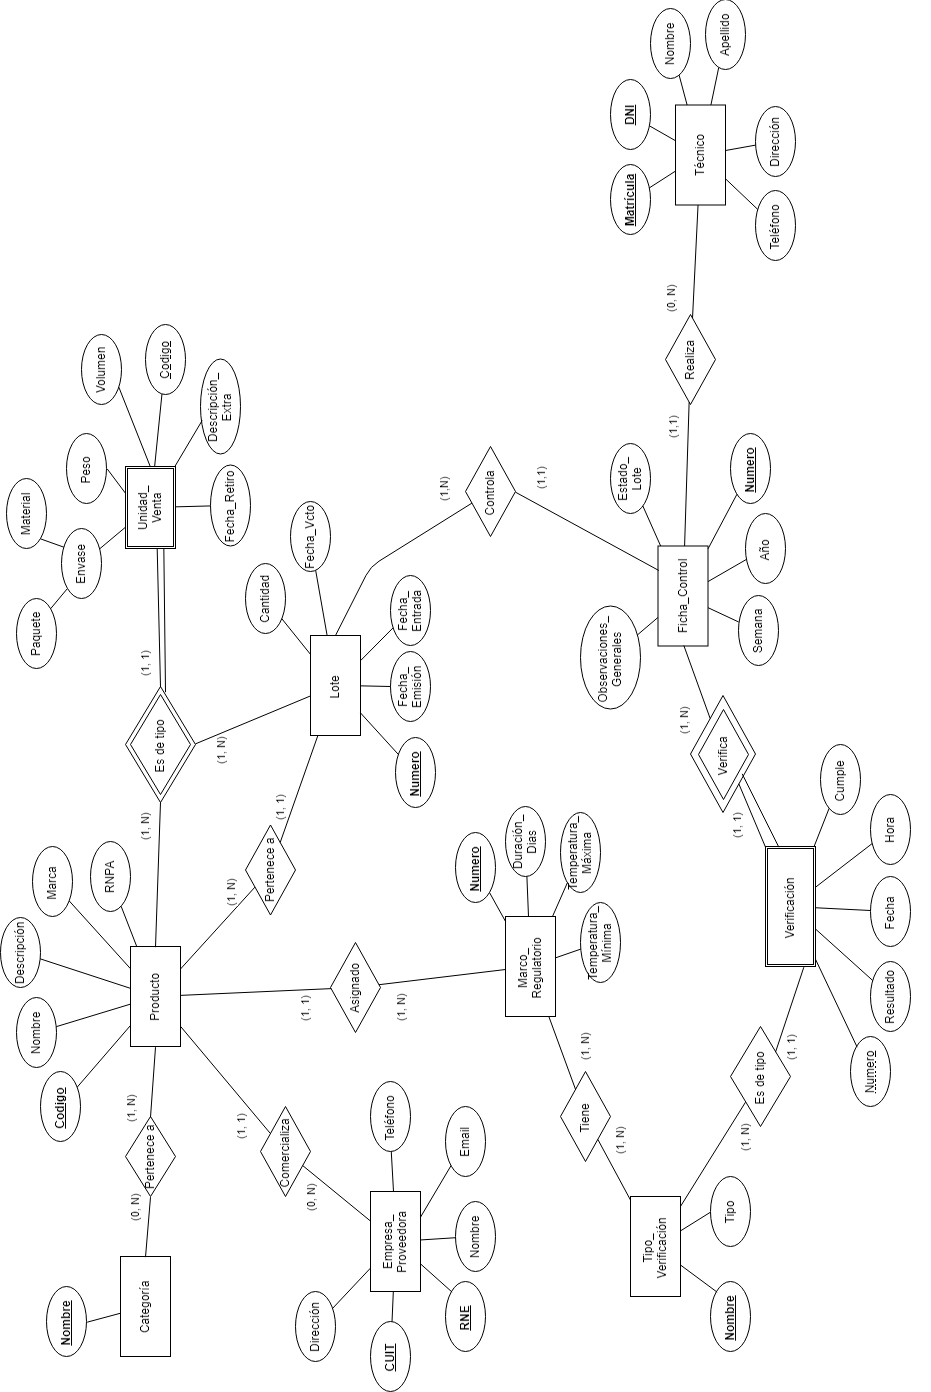 Nombre
Categoría
(0, N)
Pertenece a
(1, N)
Codigo
Nombre
Descripción
Marca
RNPA
Producto
(1, N)
Es de tipo
(1, 1)
(1, N)
Paquete
Material
Envase
Peso
Volumen
Codigo
Descripción_
Extra
Fecha_Retiro
Unidad_
Venta
(1, 1)
Comercializa
(0, N)
Dirección
CUIT
RNE
Nombre
Email
Teléfono
Empresa_
Proveedora
(1, 1)
Asignado
(1, N)
(1, N)
Pertenece a
(1, 1)
Cantidad
Fecha_Vcto
Lote
Numero
Fecha_
Emisión
Fecha_
Entrada
(1,N)
Controla
(1,1)
Numero
Duración_
Dias
Temperatura_
Máxima
Temperatura_
Mínima
Marco_
Regulatorio
(1, N)
Tiene
(1, N)
Tipo_
Verificación
Nombre
Tipo
(1, N)
Es de tipo
(1, 1)
Verificación
Numero
Resultado
Fecha
Hora
Cumple
(1, 1)
Verifica
(1, N)
Observaciones_
Generales
Estado_
Lote
Ficha_Control
Semana
Año
Numero
(1,1)
Realiza
(0, N)
Matrícula
DNI
Nombre
Apellido
Técnico
Teléfono
Dirección